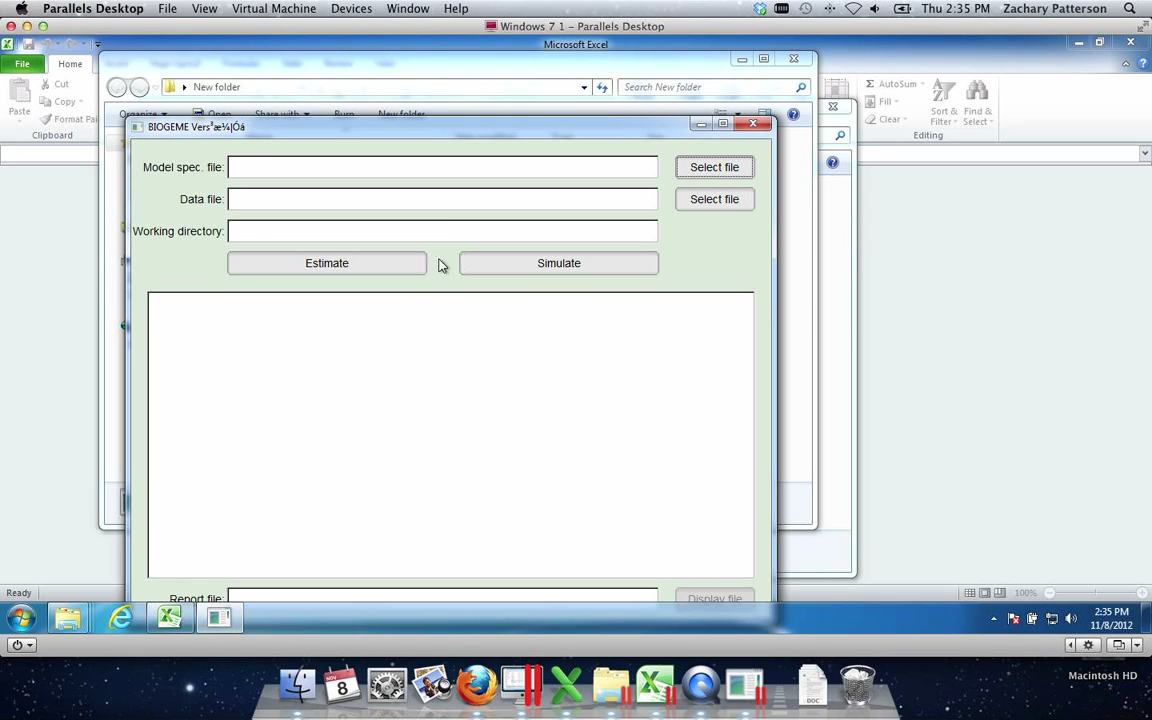 Parallels Desktop File View Virtual Machine Devices Window Help Thu 2:35 PM Zachary Patterson
Windows 7 1 – Parallels Desktop
Microsoft Excel
File Home
Cut
Copy
Format Pa
Paste
Clipboard
AutoSum
Fill
Clear
Sort & Filter
Find & Select
Editing
New folder
Search New folder
Organize Open Share with Burn New folder
BIOGEME
Model spec. file: Select file
Data file: Select file
Working directory:
Estimate Simulate
Report file: Display file
Ready 100%
2:35 PM
11/8/2012
NOV 8
DOC
Macintosh HD